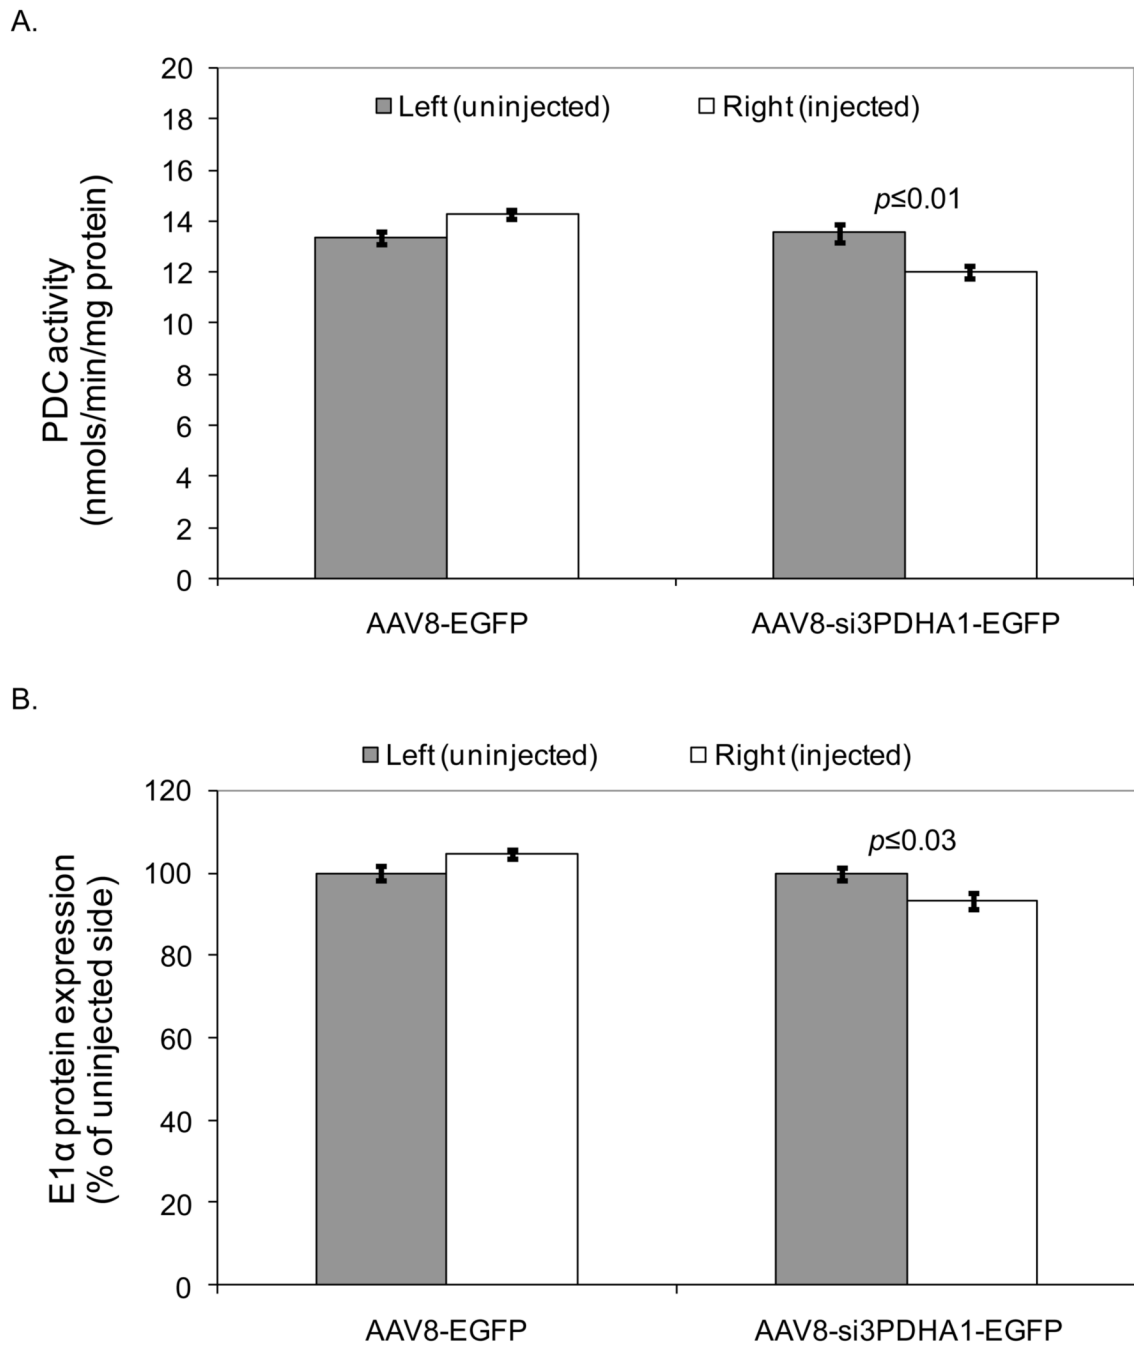 A.
20
18
16
14
12
10
8
6
4
2
0
PDC activity
(nmols/min/mg protein)
Left (uninjected)
Right (injected)
p≤0.01
AAV8-EGFP
AAV8-si3PDHA1-EGFP
B.
Left (uninjected)
Right (injected)
120
100
80
60
40
20
0
E1α protein expression
(% of uninjected side)
p≤0.03
AAV8-EGFP
AAV8-si3PDHA1-EGFP